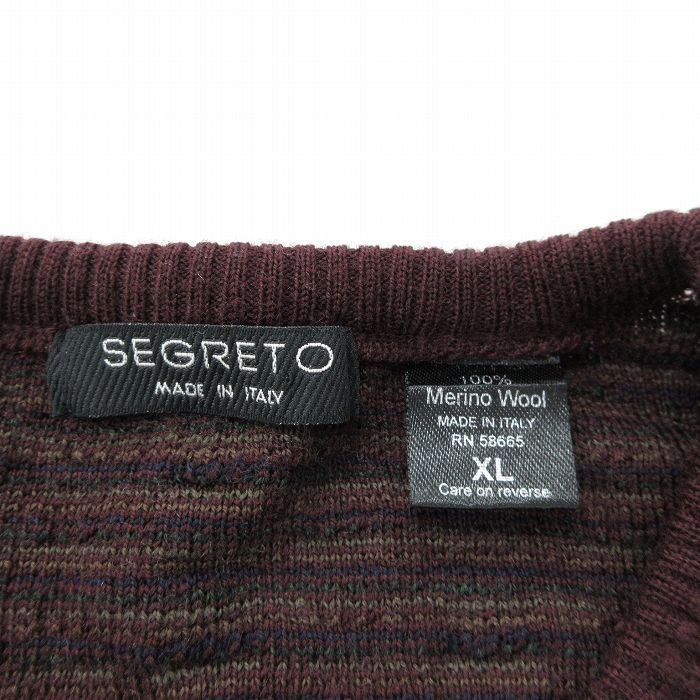 SEGRETO
MADE IN ITALY
100%
Merino Wool
MADE IN ITALY
RN 58665
XL
Care on reverse